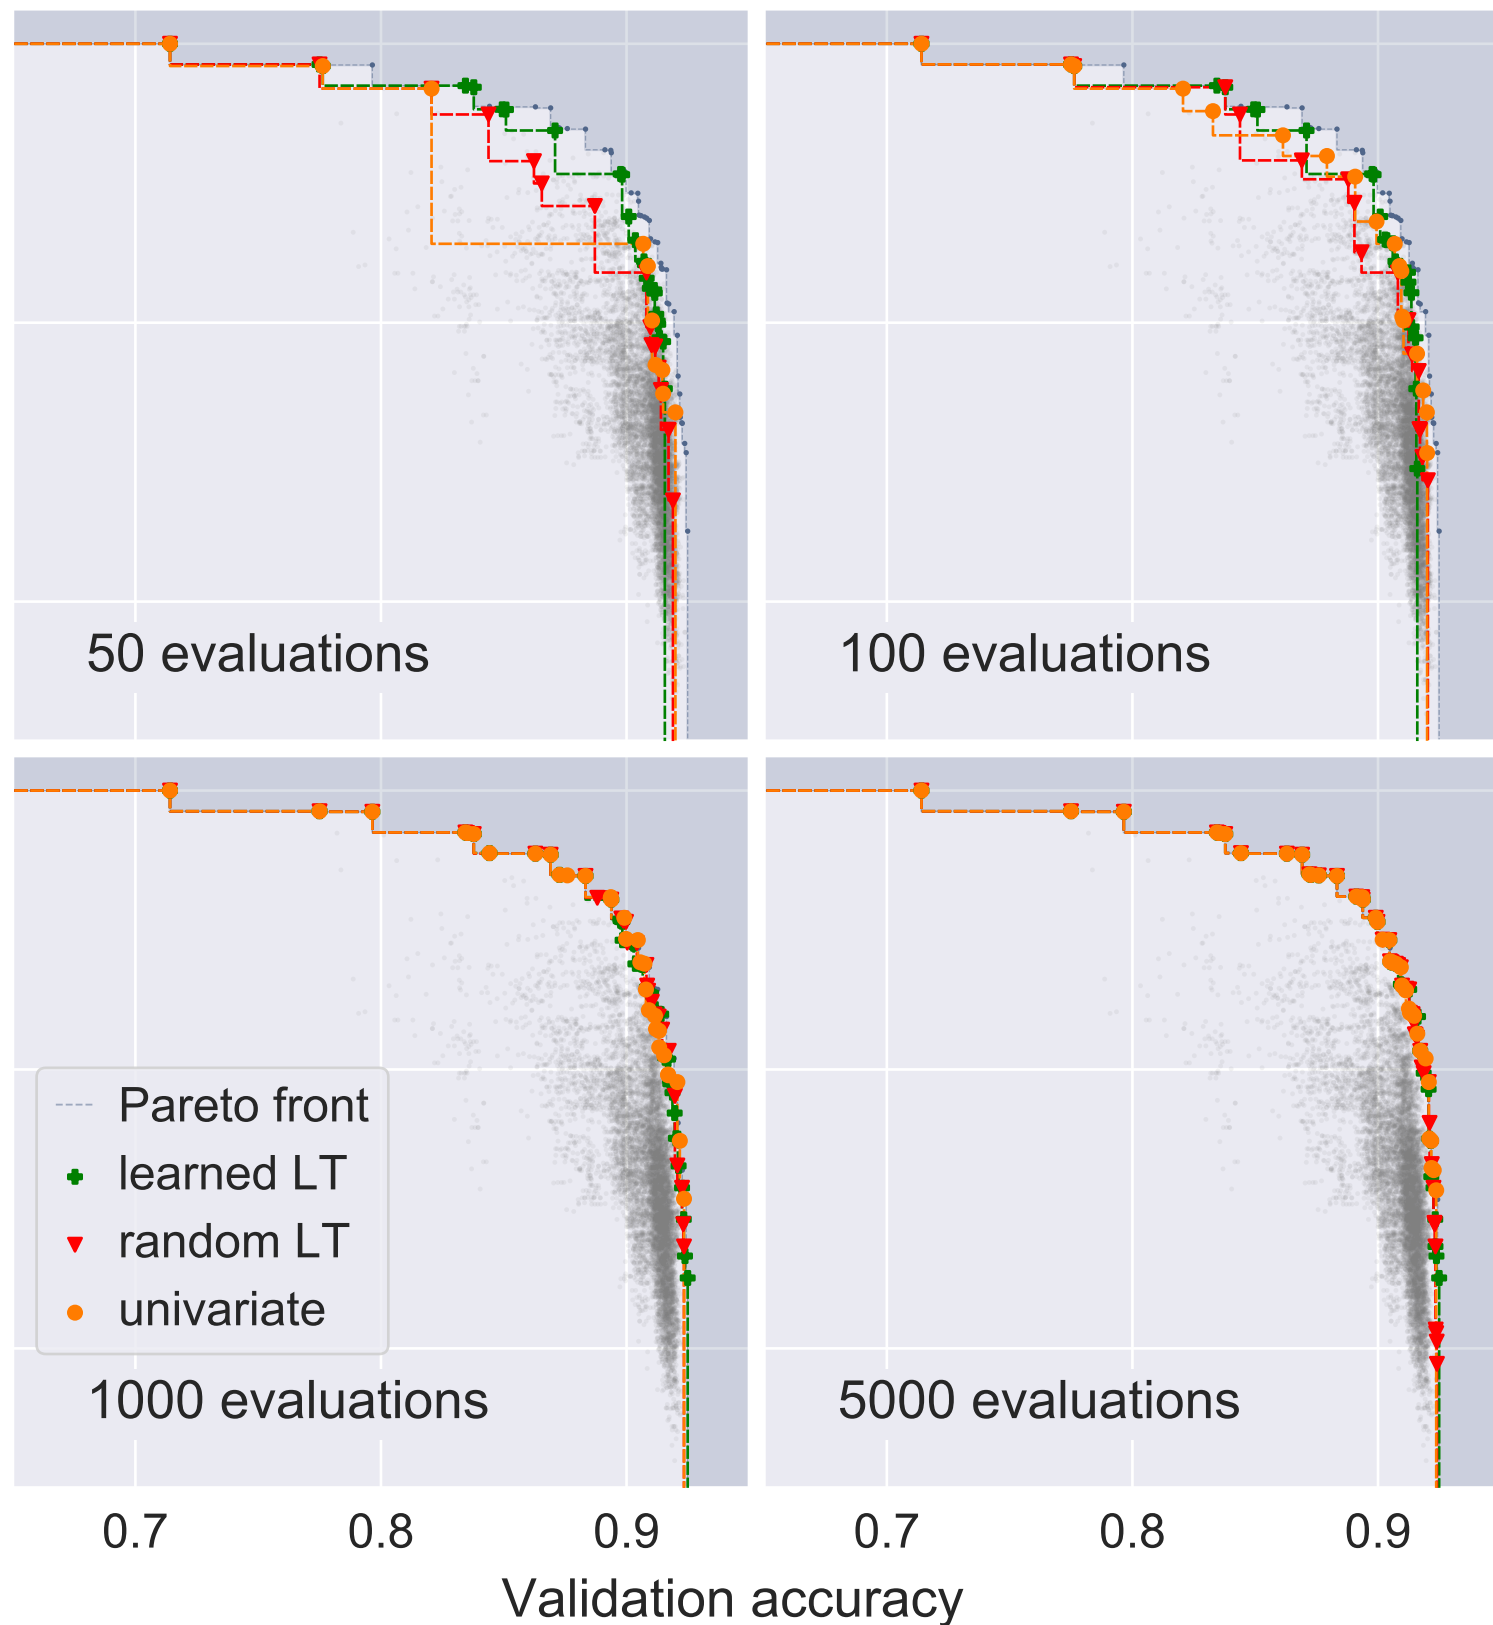 50 evaluations
100 evaluations
Pareto front
learned LT
random LT
univariate
1000 evaluations
5000 evaluations
0.7
0.8
0.9
0.7
0.8
0.9
Validation accuracy